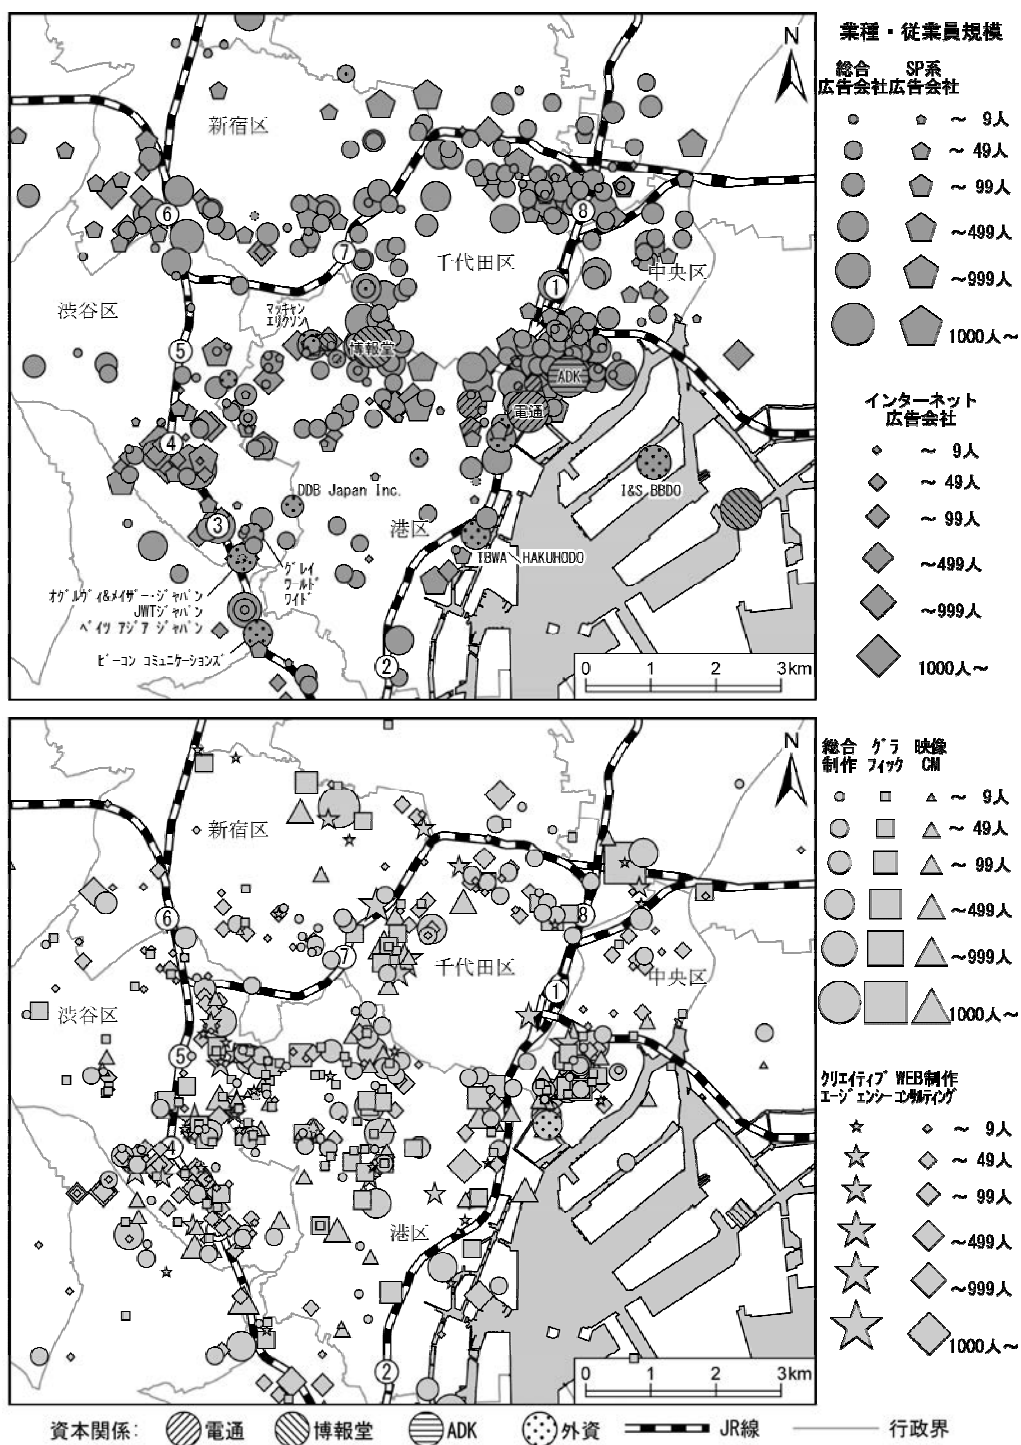 N
新宿区
6
7
8
千代田区
中央区
1
渋谷区
マッキャン
エリクソン
博報堂
5
ADK
電通
4
DDB Japan Inc.
I&S BBDO
港区
3
TBWA HAKUHODO
グレイ
ワールド
ワイド
オグルヴィ&メイザー・ジャパン
JWTジャパン
ベイツ アジア ジャパン
ビーコン コミュニケーションズ
2
0 1 2 3km
業種・従業員規模
総合 SP系
広告会社 広告会社
~ 9人
~ 49人
~ 99人
~499人
~999人
1000人~
インターネット
広告会社
~ 9人
~ 49人
~ 99人
~499人
~999人
1000人~
N
新宿区
6
7
8
千代田区
中央区
1
渋谷区
5
4
港区
2
0 1 2 3km
総合 グラ 映像
制作 フィック CM
~ 9人
~ 49人
~ 99人
~499人
~999人
1000人~
クリエイティブ WEB制作
エージェンシー コンサルティング
~ 9人
~ 49人
~ 99人
~499人
~999人
1000人~
資本関係: 電通 博報堂 ADK 外資 JR線 行政界